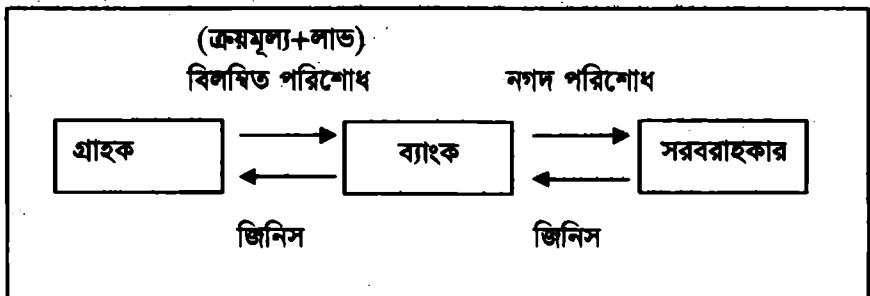 (ক্রয়মূল্য+লাভ)
বিলম্বিত পরিশোধ নগদ পরিশোধ
গ্রাহক ব্যাংক সরবরাহকার
জিনিস জিনিস